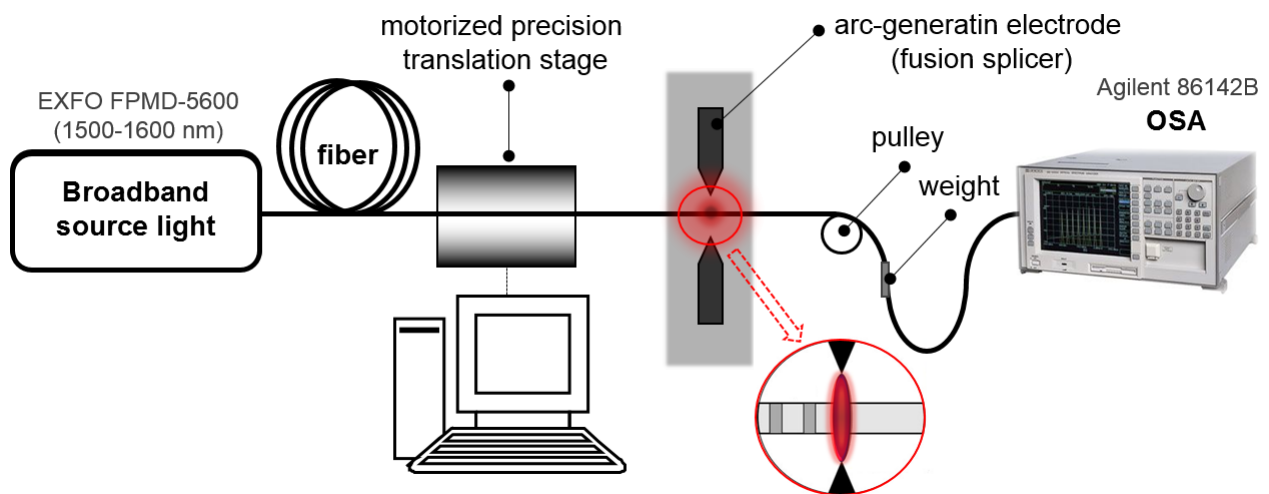 motorized precision
translation stage
arc-generatin electrode
(fusion splicer)
EXFO FPMD-5600
(1500-1600 nm)
Agilent 86142B
OSA
fiber
pulley
weight
Broadband
source light